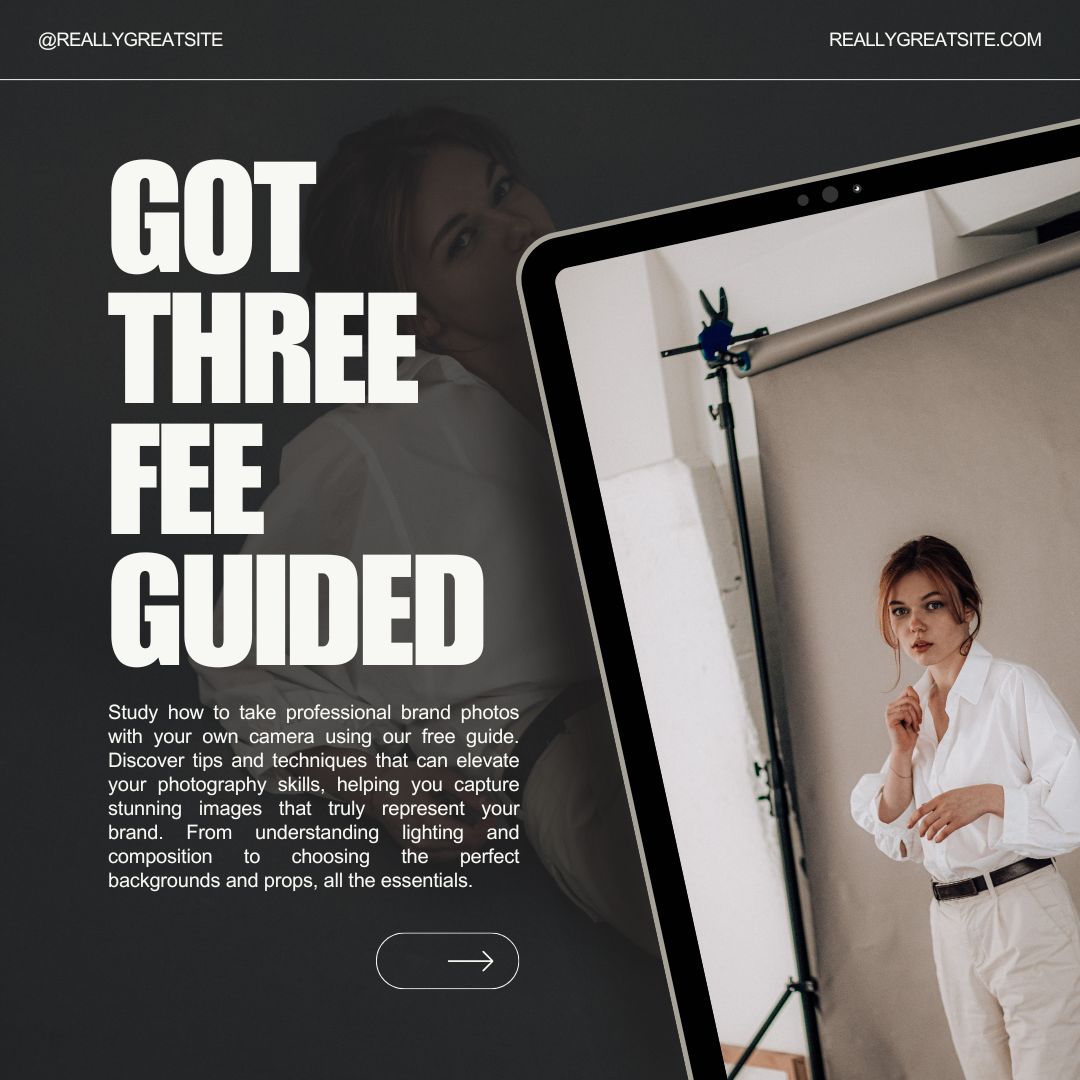 @REALLYGREATSITE
REALLYGREATSITE.COM
GOT
THREE
FEE
GUIDED
Study how to take professional brand photos
with your own camera using our free guide.
Discover tips and techniques that can elevate
your photography skills, helping you capture
stunning images that truly represent your
brand. From understanding lighting and
composition to choosing the perfect
backgrounds and props, all the essentials.